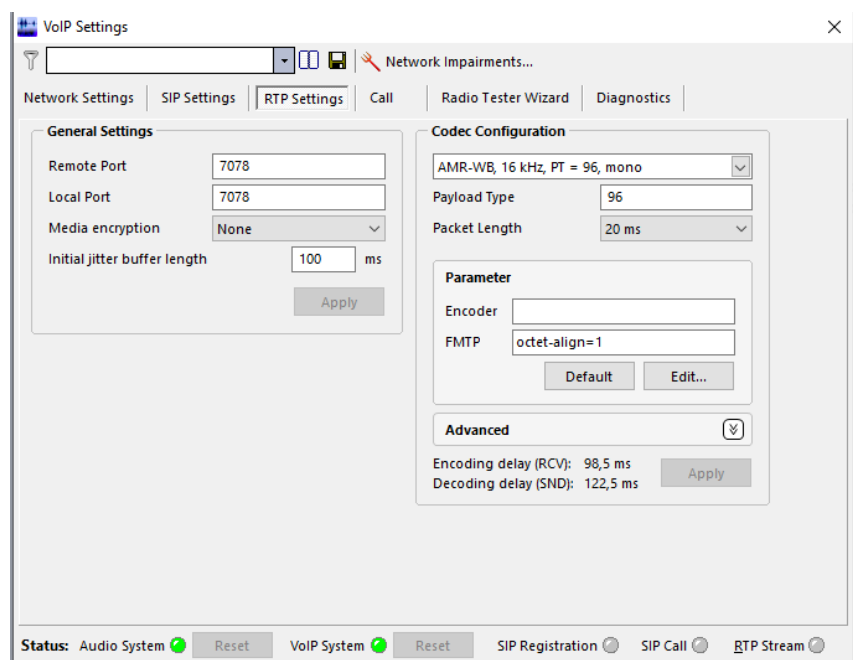 VoIP Settings
Network Impairments...
Network Settings SIP Settings RTP Settings Call Radio Tester Wizard Diagnostics
General Settings
Remote Port 7078
Local Port 7078
Media encryption None
Initial jitter buffer length 100 ms
Apply
Codec Configuration
AMR-WB, 16 kHz, PT = 96, mono
Payload Type 96
Packet Length 20 ms
Parameter
Encoder
FMTP octet-align=1
Default Edit...
Advanced
Encoding delay (RCV): 98,5 ms
Decoding delay (SND): 122,5 ms
Apply
Status: Audio System Reset VoIP System Reset SIP Registration SIP Call RTP Stream